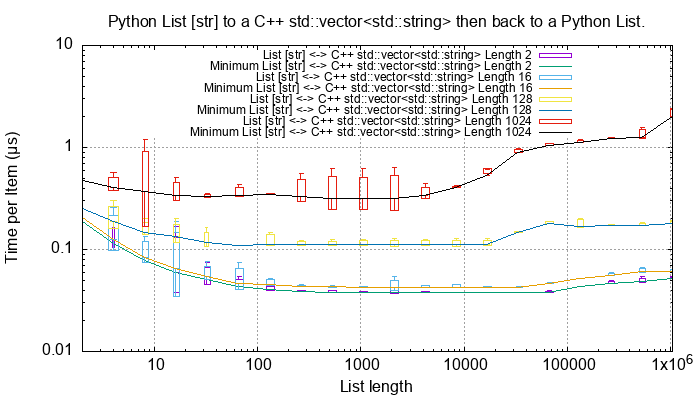 Python List [str] to a C++ std::vector<std::string> then back to a Python List.
10
List [str] <-> C++ std::vector<std::string> Length 2
Minimum List [str] <-> C++ std::vector<std::string> Length 2
List [str] <-> C++ std::vector<std::string> Length 16
Minimum List [str] <-> C++ std::vector<std::string> Length 16
List [str] <-> C++ std::vector<std::string> Length 128
Minimum List [str] <-> C++ std::vector<std::string> Length 128
List [str] <-> C++ std::vector<std::string> Length 1024
Minimum List [str] <-> C++ std::vector<std::string> Length 1024
1
Time per Item (µs)
0.1
0.01
10 100 1000 10000 100000 1x10⁶
List length